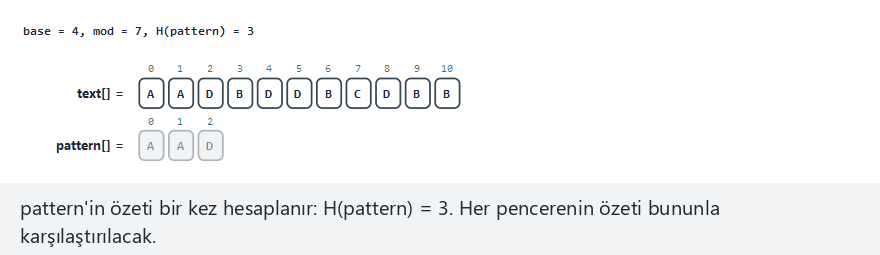 base = 4, mod = 7, H(pattern) = 3
0 1 2 3 4 5 6 7 8 9 10
text[] = A A D B D D B C D B B
0 1 2
pattern[] = A A D
pattern'in özeti bir kez hesaplanır: H(pattern) = 3. Her pencerenin özeti bununla
karşılaştırılacak.